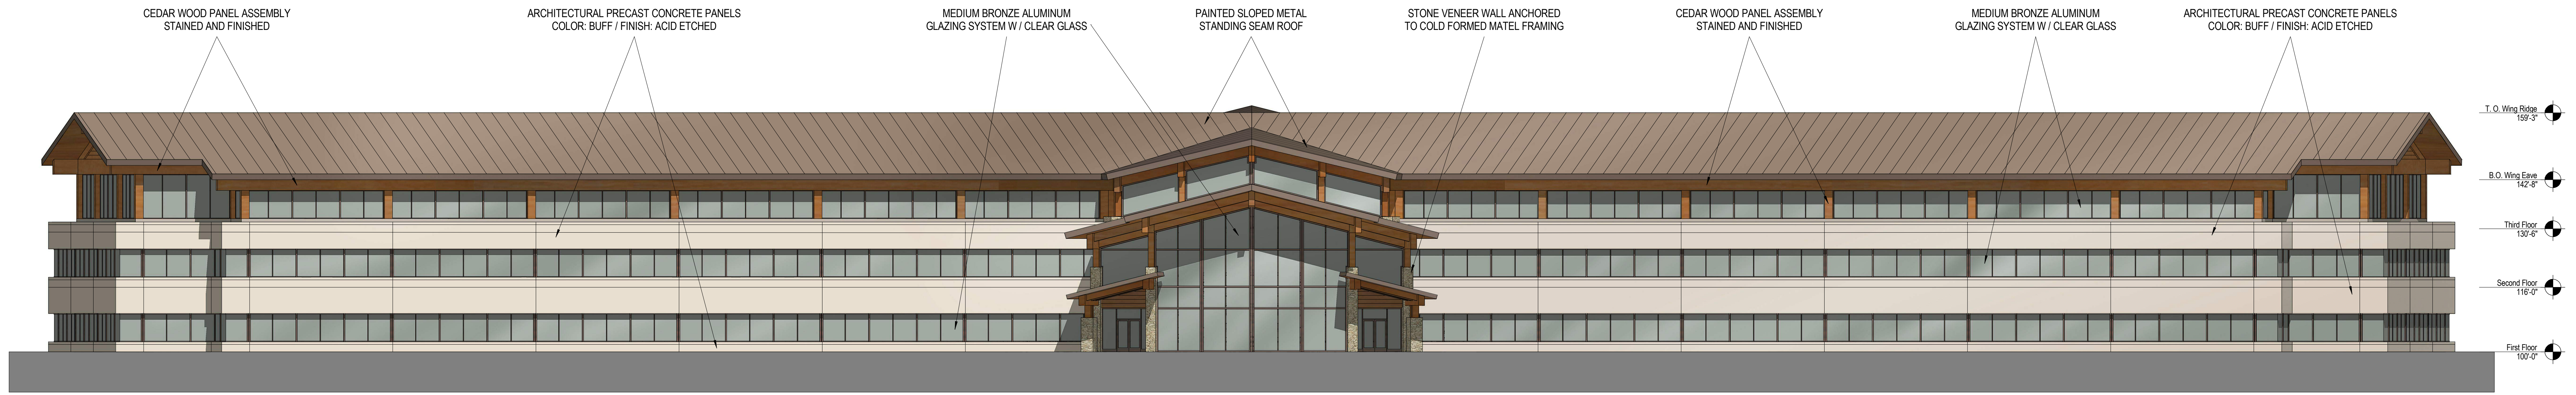 CEDAR WOOD PANEL ASSEMBLY
STAINED AND FINISHED
ARCHITECTURAL PRECAST CONCRETE PANELS
COLOR: BUFF / FINISH: ACID ETCHED
MEDIUM BRONZE ALUMINUM
GLAZING SYSTEM W / CLEAR GLASS
PAINTED SLOPED METAL
STANDING SEAM ROOF
STONE VENEER WALL ANCHORED
TO COLD FORMED MATEL FRAMING
CEDAR WOOD PANEL ASSEMBLY
STAINED AND FINISHED
MEDIUM BRONZE ALUMINUM
GLAZING SYSTEM W / CLEAR GLASS
ARCHITECTURAL PRECAST CONCRETE PANELS
COLOR: BUFF / FINISH: ACID ETCHED
T. O. Wing Ridge
159'-3"
B.O. Wing Eave
142'-8"
Third Floor
130'-6"
Second Floor
116'-0"
First Floor
100'-0"